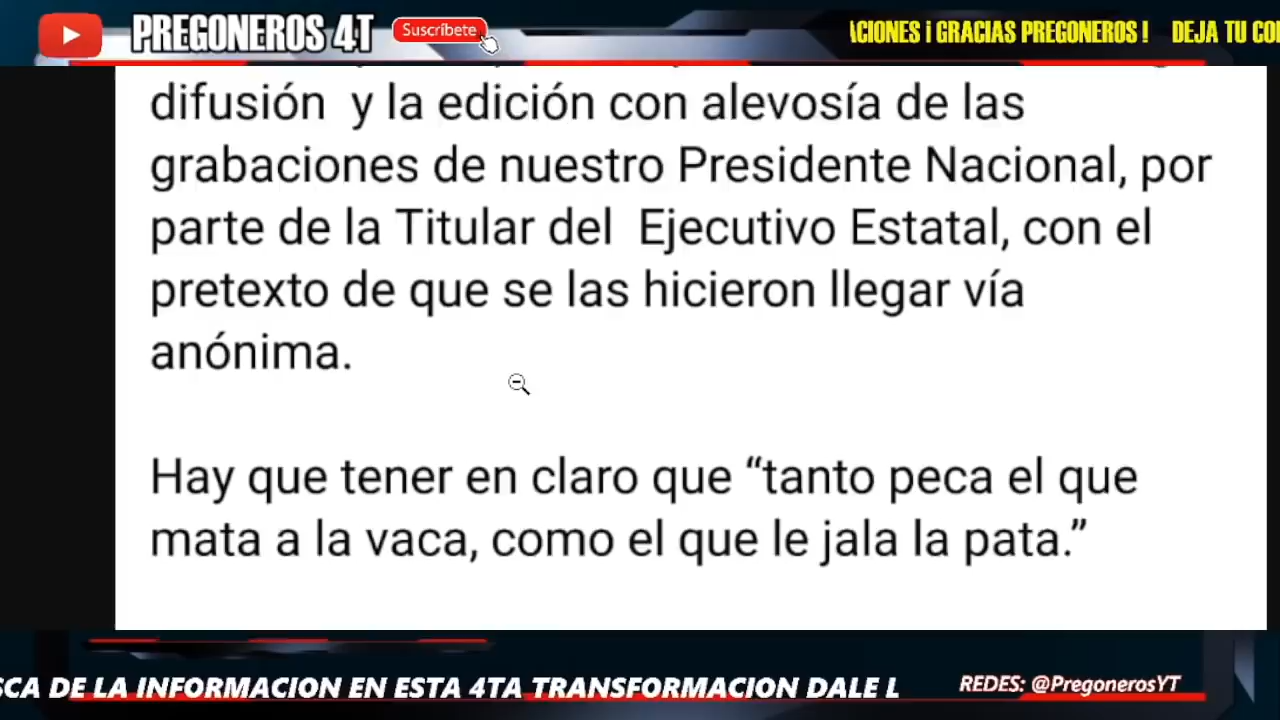 PREGONEROS 4T
Suscríbete
CIONES ¡ GRACIAS PREGONEROS ! DEJA TU
difusión y la edición con alevosía de las
grabaciones de nuestro Presidente Nacional, por
parte de la Titular del Ejecutivo Estatal, con el
pretexto de que se las hicieron llegar vía
anónima.
Hay que tener en claro que “tanto peca el que
mata a la vaca, como el que le jala la pata.”
SCA DE LA INFORMACION EN ESTA 4TA TRANSFORMACION DALE L
REDES: @PregonerosYT